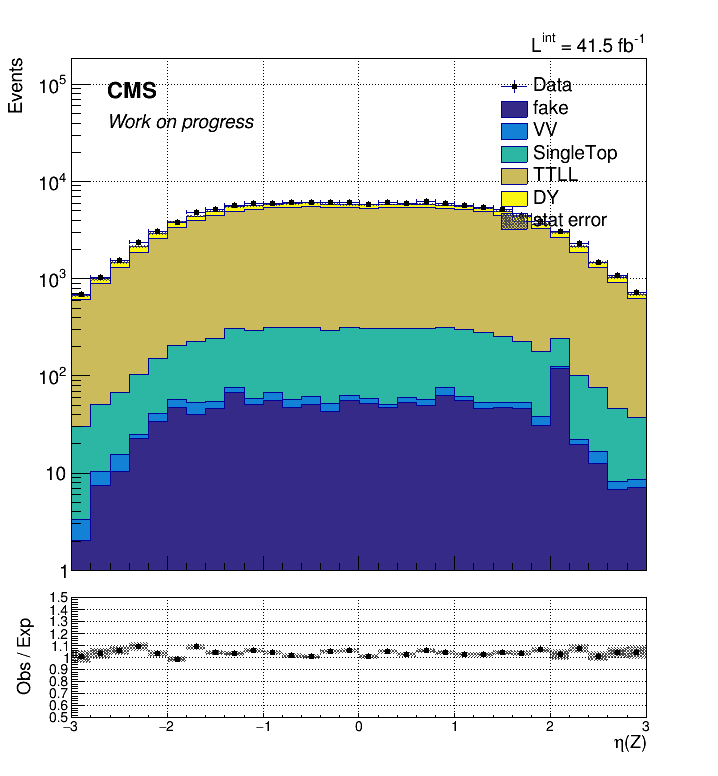 L^int = 41.5 fb^-1
Events
CMS
Work on progress
Data
fake
VV
SingleTop
TTLL
DY
stat error
10^5
10^4
10^3
10^2
10
1
Obs / Exp
1.5
1.4
1.3
1.2
1.1
1
0.9
0.8
0.7
0.6
0.5
−3 −2 −1 0 1 2 3
η(Z)